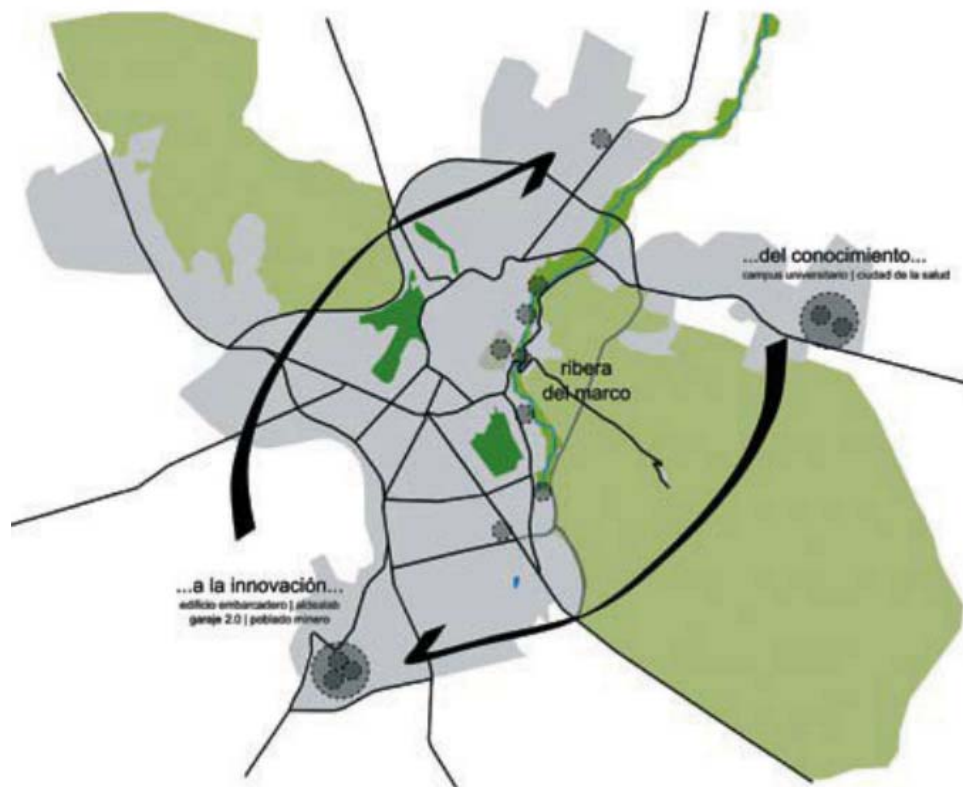 ...del conocimiento...
campus universitario | ciudad de la salud
ribera
del marco
...a la innovación...
edificio embarcadero | aldealab
garaje 2.0 | poblado minero